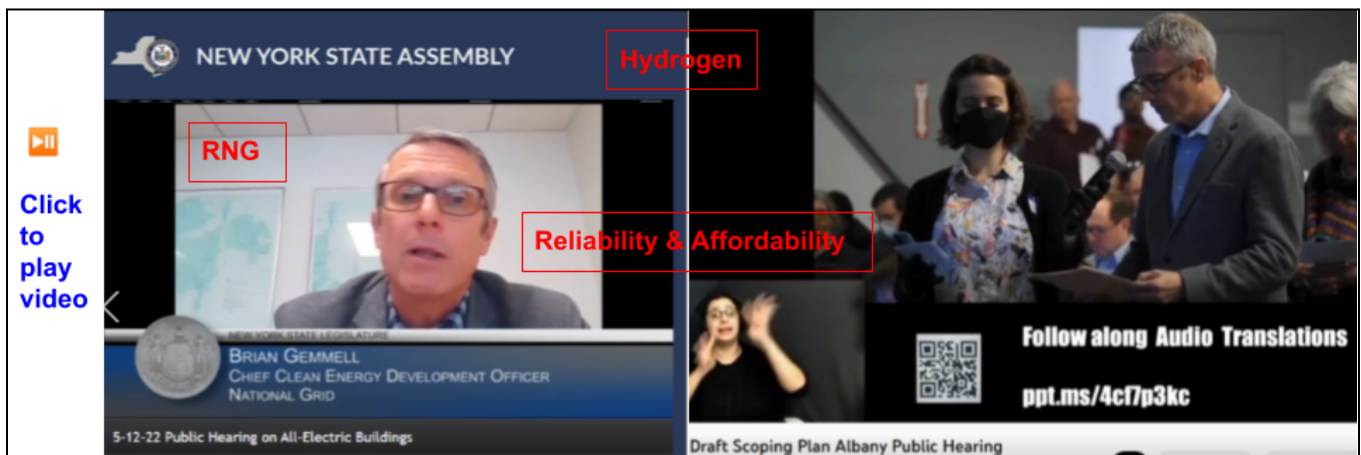 Click
to
play
video
NEW YORK STATE ASSEMBLY
Hydrogen
RNG
Reliability & Affordability
NEW YORK STATE LEGISLATURE
BRIAN GEMMELL
CHIEF CLEAN ENERGY DEVELOPMENT OFFICER
NATIONAL GRID
5-12-22 Public Hearing on All-Electric Buildings
Follow along Audio Translations
ppt.ms/4cf7p3kc
Draft Scoping Plan Albany Public Hearing